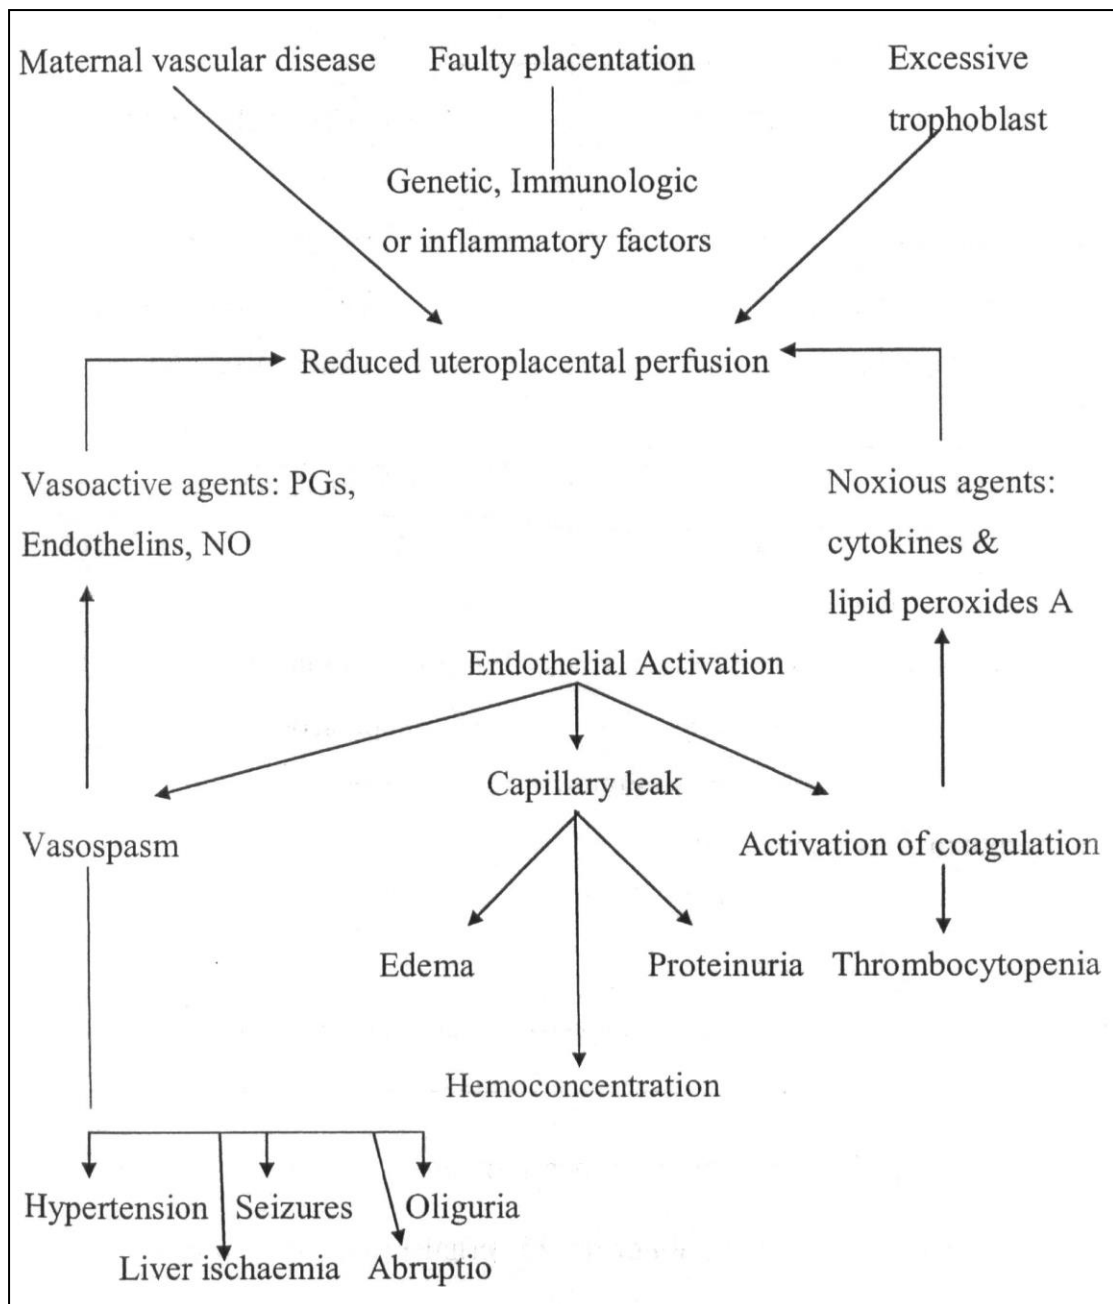 Maternal vascular disease
Faulty placentation
Excessive
trophoblast
Genetic, Immunologic
or inflammatory factors
Reduced uteroplacental perfusion
Vasoactive agents: PGs,
Endothelins, NO
Noxious agents:
cytokines &
lipid peroxides A
Endothelial Activation
Capillary leak
Vasospasm
Activation of coagulation
Edema
Proteinuria
Thrombocytopenia
Hemoconcentration
Hypertension
Seizures
Oliguria
Liver ischaemia
Abruptio